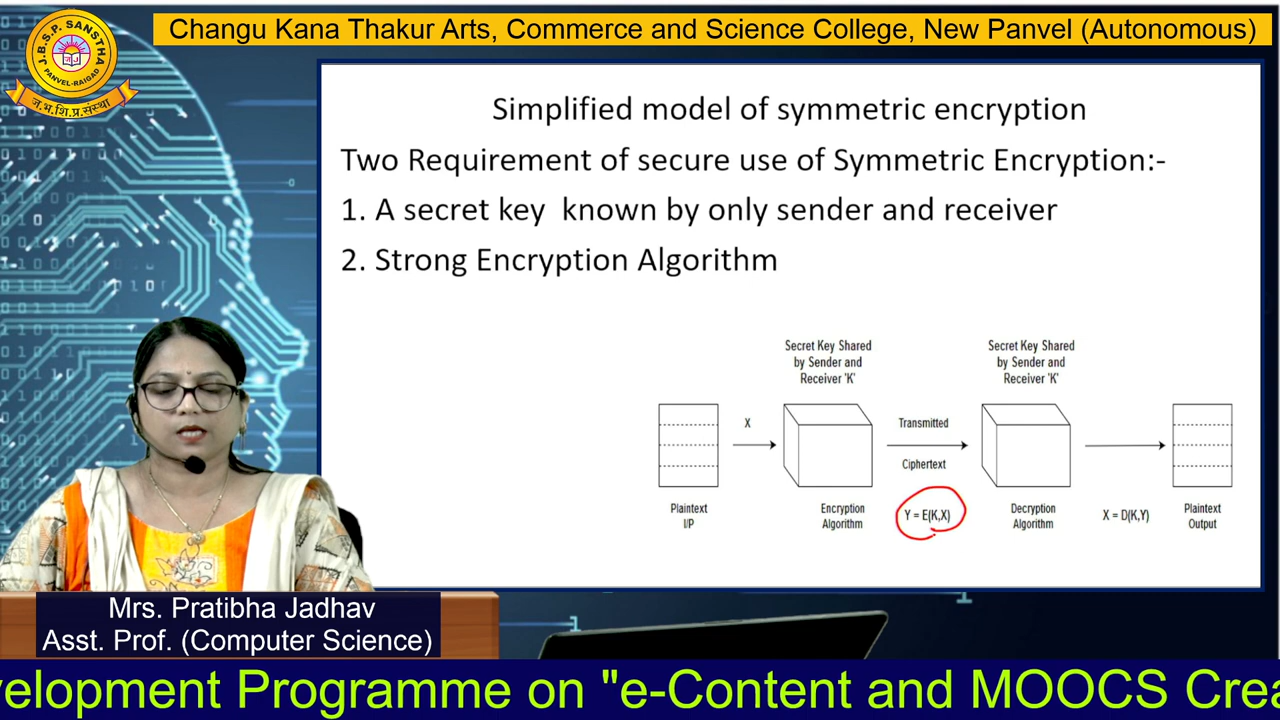 J.B.S.P. SANSTHA
PANVEL-RAIGAD
ज.भ.शि.प्र.संस्था
Changu Kana Thakur Arts, Commerce and Science College, New Panvel (Autonomous)
Simplified model of symmetric encryption
Two Requirement of secure use of Symmetric Encryption:-
1. A secret key known by only sender and receiver
2. Strong Encryption Algorithm
Secret Key Shared
by Sender and
Receiver 'K'
Secret Key Shared
by Sender and
Receiver 'K'
X
Transmitted
Ciphertext
Plaintext
I/P
Encryption
Algorithm
Y = E(K,X)
Decryption
Algorithm
X = D(K,Y)
Plaintext
Output
Mrs. Pratibha Jadhav
Asst. Prof. (Computer Science)
velopment Programme on "e-Content and MOOCS Crea